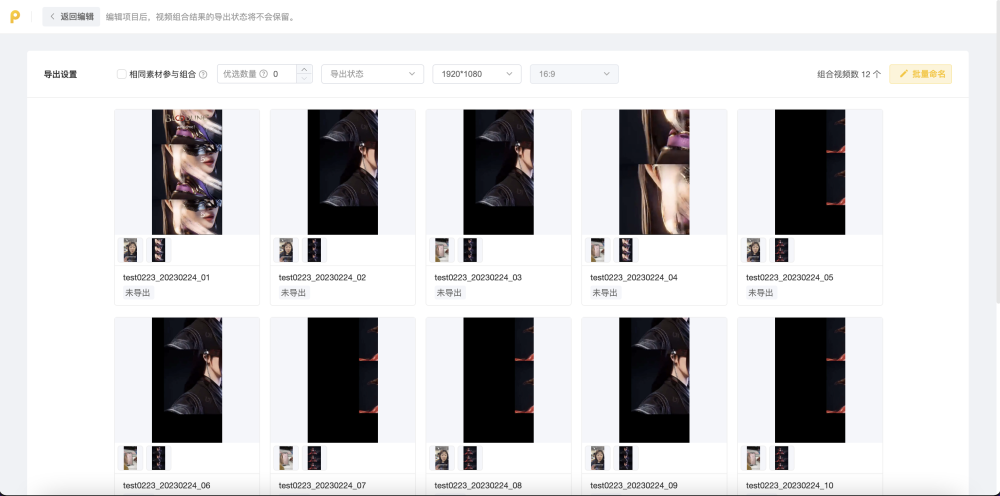 返回编辑 编辑项目后，视频组合结果的导出状态将不会保留。
导出设置 相同素材参与组合 优选数量 0 导出状态 1920*1080 16:9 组合视频数 12 个 批量命名
test0223_20230224_01 test0223_20230224_02 test0223_20230224_03 test0223_20230224_04 test0223_20230224_05
未导出 未导出 未导出 未导出 未导出
test0223_20230224_06 test0223_20230224_07 test0223_20230224_08 test0223_20230224_09 test0223_20230224_10